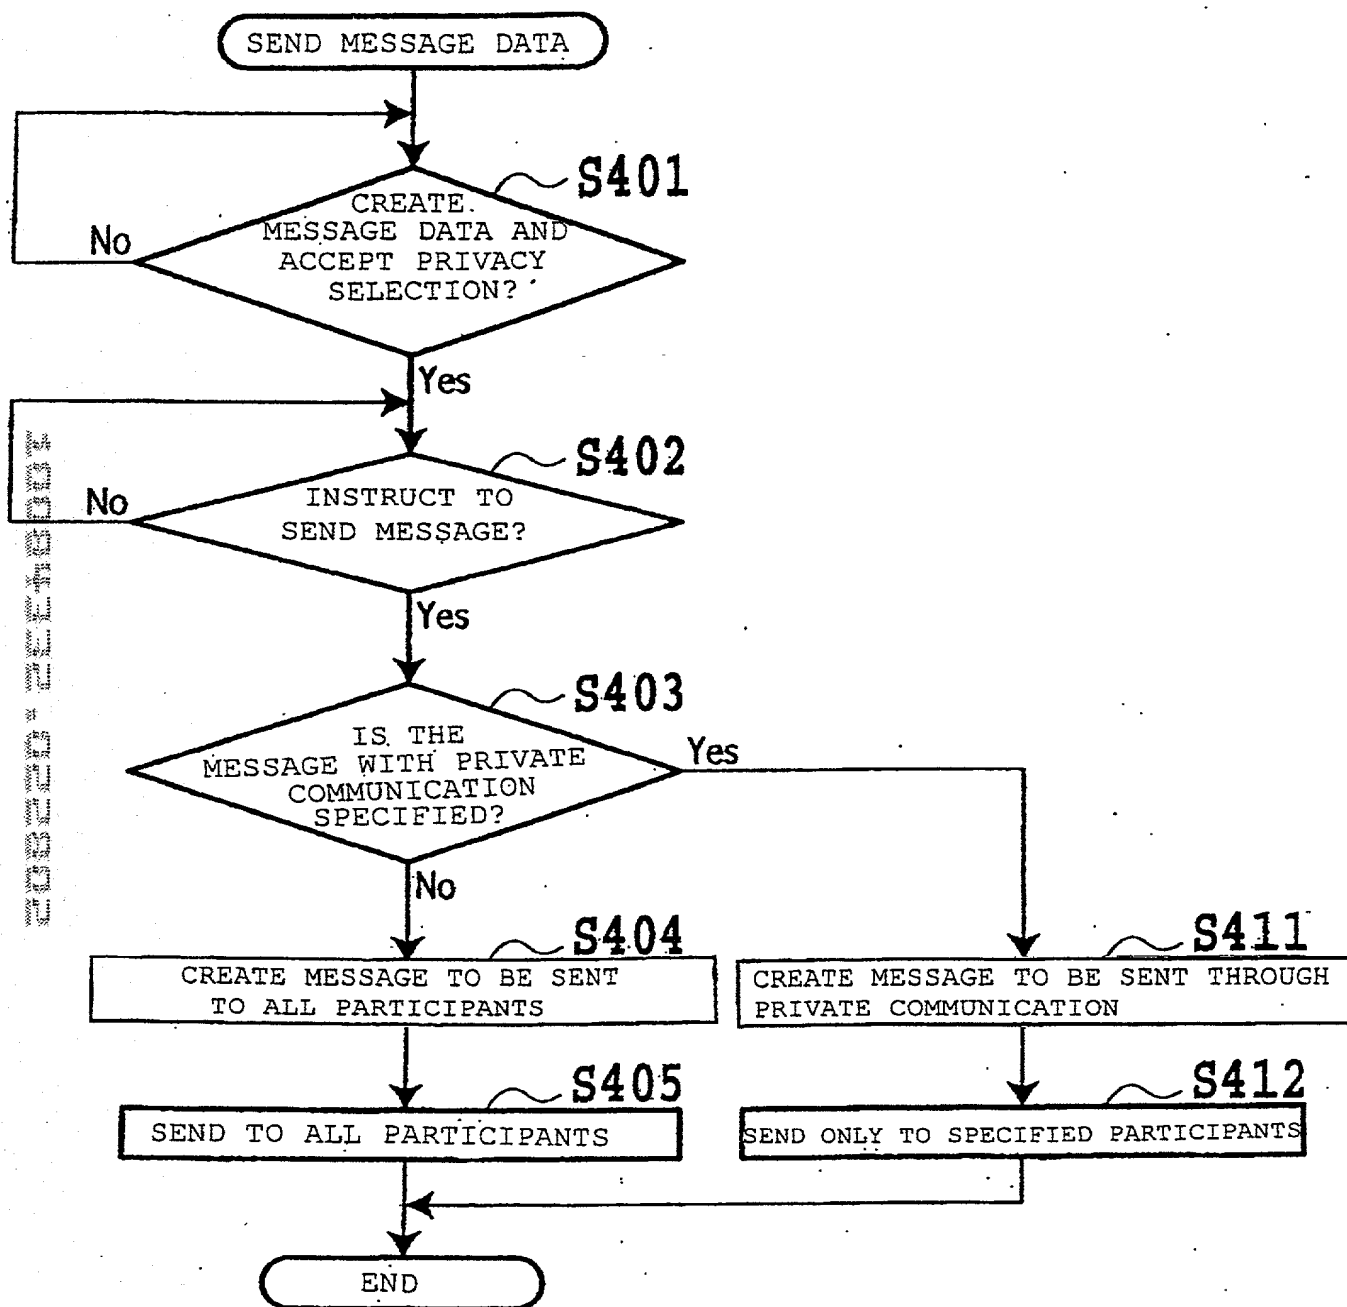 SEND MESSAGE DATA
S401
CREATE
MESSAGE DATA AND
ACCEPT PRIVACY
SELECTION?
No
Yes
S402
INSTRUCT TO
SEND MESSAGE?
No
Yes
S403
IS THE
MESSAGE WITH PRIVATE
COMMUNICATION
SPECIFIED?
Yes
No
S404
CREATE MESSAGE TO BE SENT
TO ALL PARTICIPANTS
S411
CREATE MESSAGE TO BE SENT THROUGH
PRIVATE COMMUNICATION
S405
SEND TO ALL PARTICIPANTS
S412
SEND ONLY TO SPECIFIED PARTICIPANTS
END